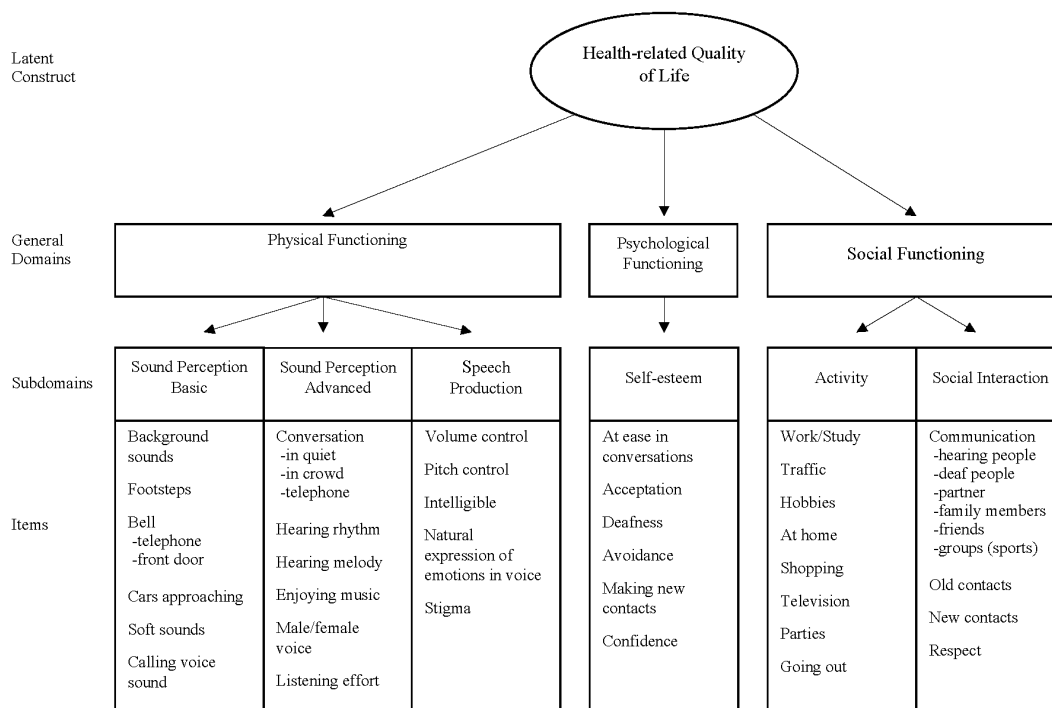 Latent
Construct
Health-related Quality
of Life
General
Domains
Physical Functioning
Psychological
Functioning
Social Functioning
Subdomains
Sound Perception
Basic
Sound Perception
Advanced
Speech
Production
Self-esteem
Activity
Social Interaction
Items
Background
sounds
Footsteps
Bell
-telephone
-front door
Cars approaching
Soft sounds
Calling voice
sound
Conversation
-in quiet
-in crowd
-telephone
Hearing rhythm
Hearing melody
Enjoying music
Male/female
voice
Listening effort
Volume control
Pitch control
Intelligible
Natural
expression of
emotions in voice
Stigma
At ease in
conversations
Acceptation
Deafness
Avoidance
Making new
contacts
Confidence
Work/Study
Traffic
Hobbies
At home
Shopping
Television
Parties
Going out
Communication
-hearing people
-deaf people
-partner
-family members
-friends
-groups (sports)
Old contacts
New contacts
Respect